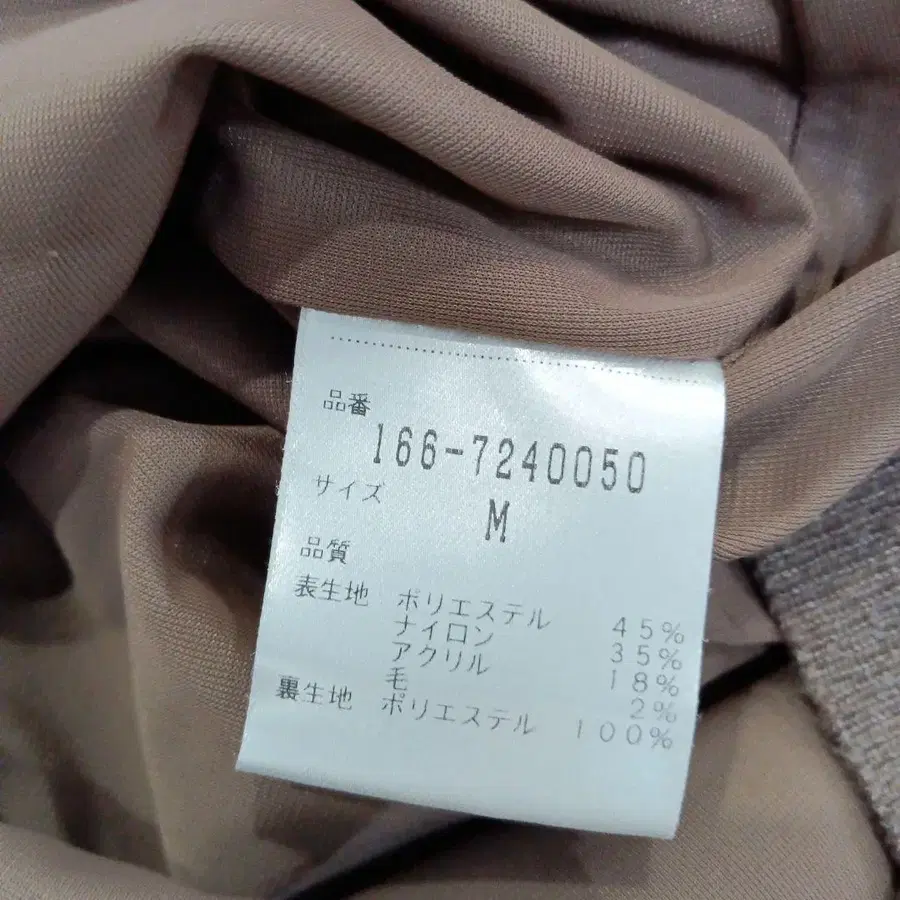 品番
166-7240050
サイズ
M
品質
表生地 ポリエステル 45%
ナイロン 35%
アクリル 18%
毛 2%
裏生地 ポリエステル 100%